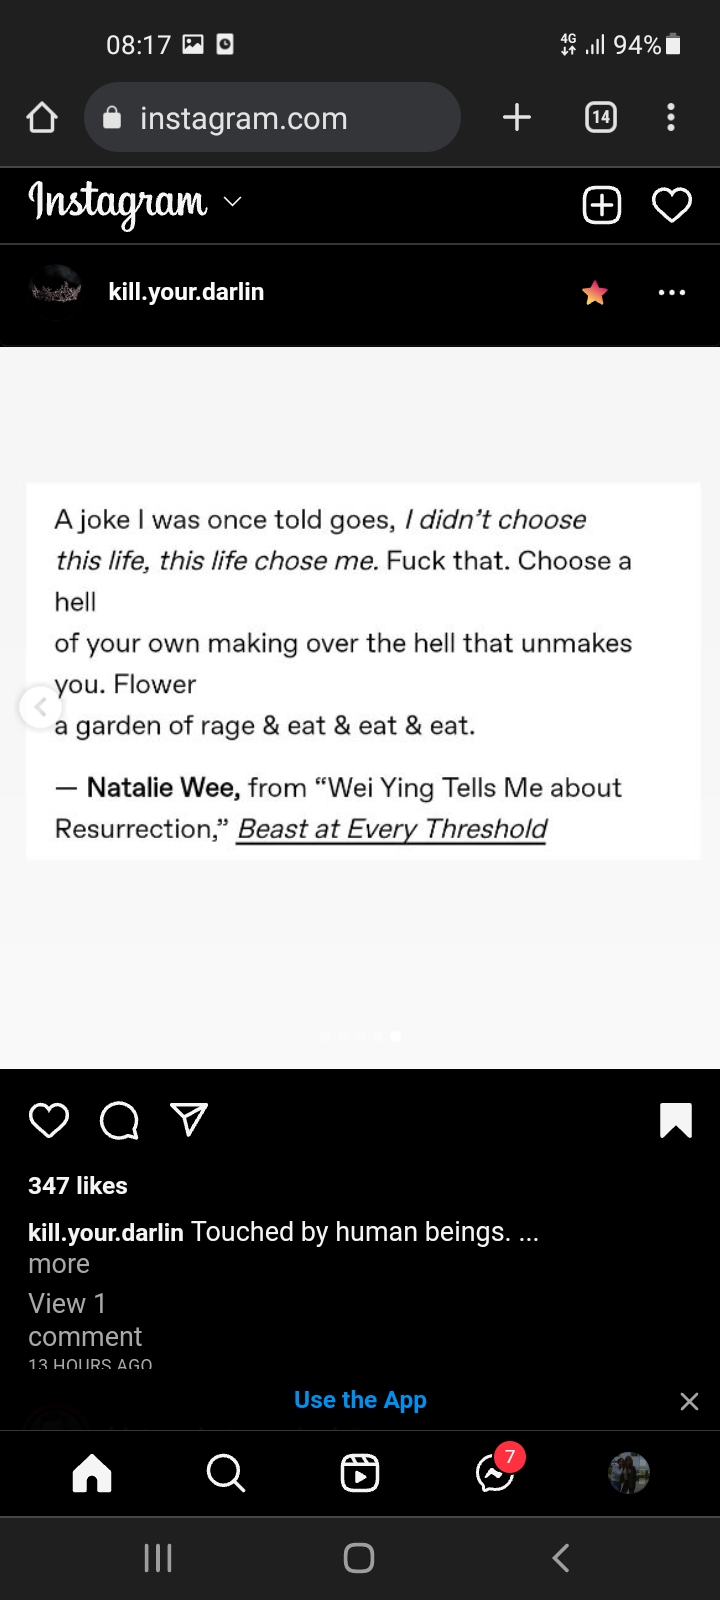 08:17
4G
94%
instagram.com
14
Instagram
kill.your.darlin
A joke I was once told goes, I didn’t choose
this life, this life chose me. Fuck that. Choose a
hell
of your own making over the hell that unmakes
you. Flower
a garden of rage & eat & eat & eat.
— Natalie Wee, from “Wei Ying Tells Me about
Resurrection,” Beast at Every Threshold
347 likes
kill.your.darlin Touched by human beings. ...
more
View 1
comment
13 HOURS AGO
Use the App
7